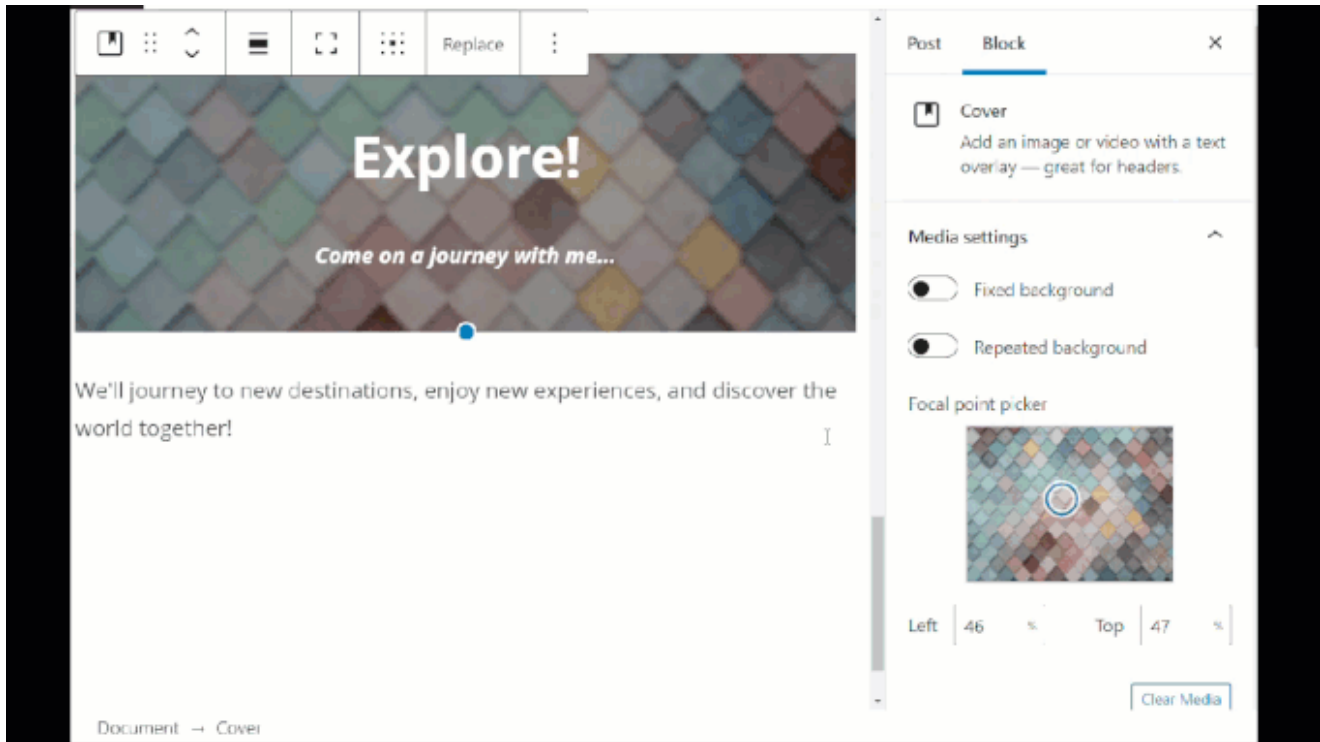 Replace
Post
Block
Explore!
Come on a journey with me...
We'll journey to new destinations, enjoy new experiences, and discover the
world together!
Cover
Add an image or video with a text
overlay — great for headers.
Media settings
Fixed background
Repeated background
Focal point picker
Left 46 % Top 47 %
Clear Media
Document → Cover